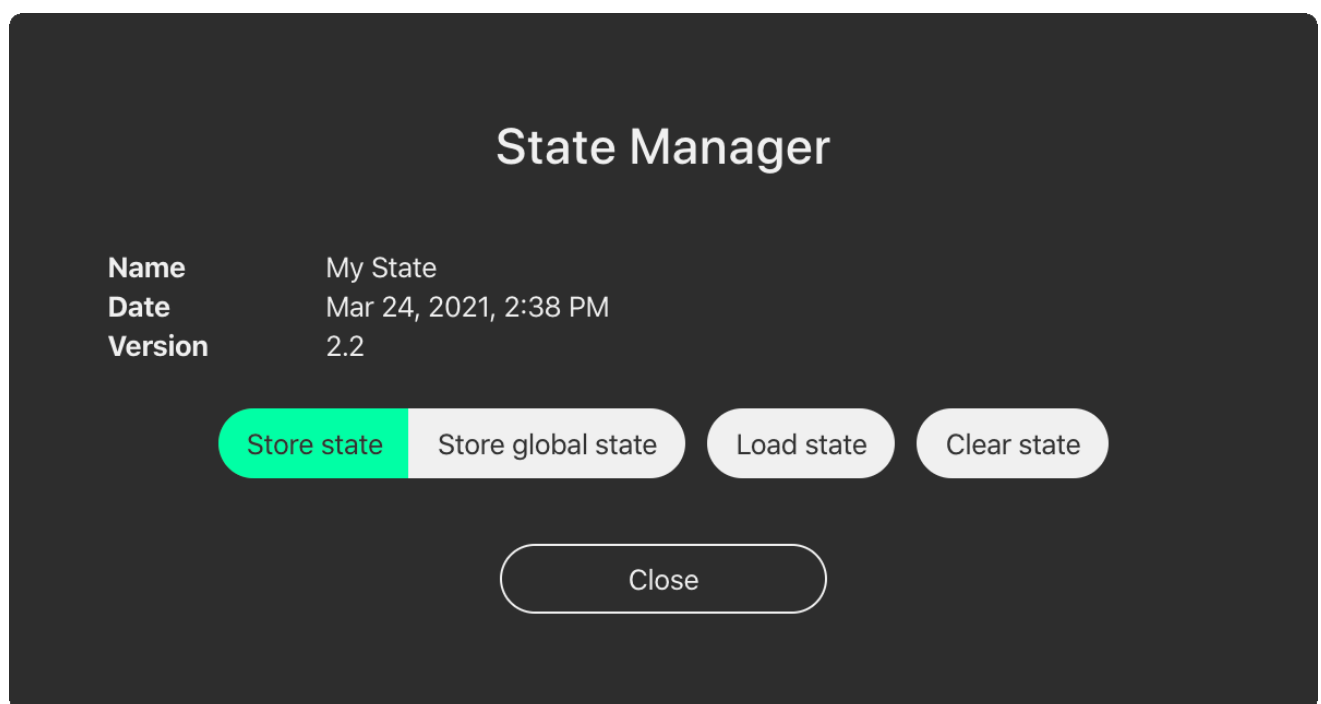 State Manager
Name My State
Date Mar 24, 2021, 2:38 PM
Version 2.2
Store state Store global state Load state Clear state
Close